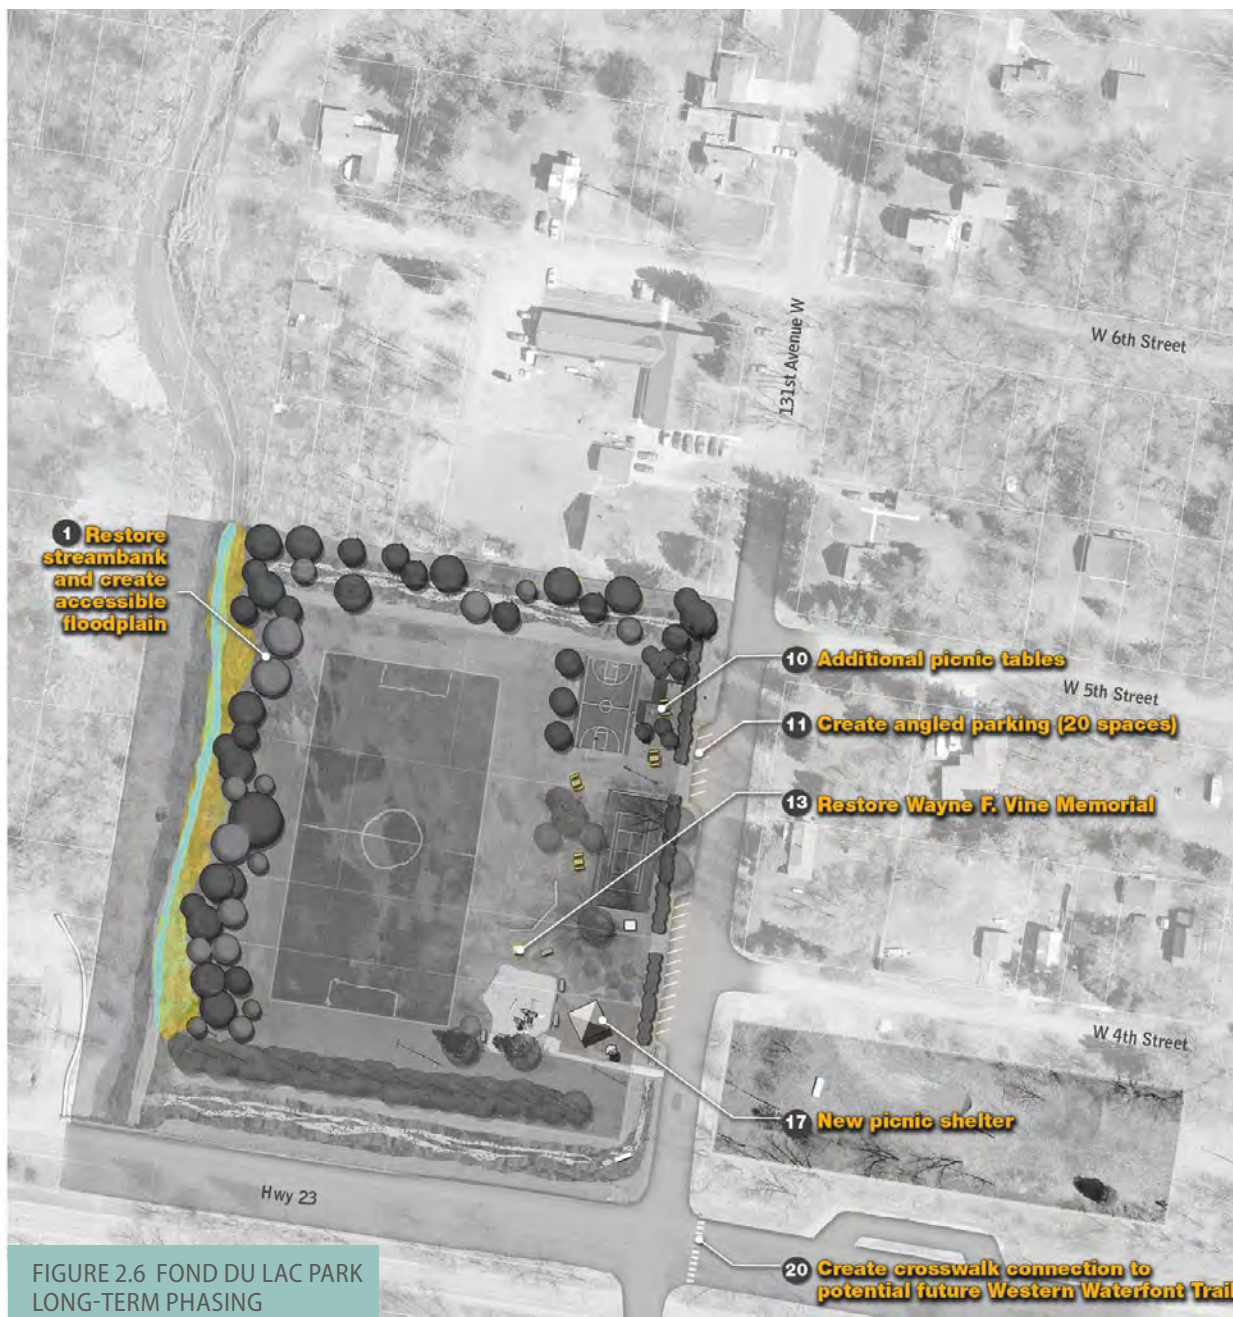 W 6th Street
131st Avenue W
1 Restore
streambank
and create
accessible
floodplain
10 Additional picnic tables
W 5th Street
11 Create angled parking (20 spaces)
13 Restore Wayne F. Vine Memorial
W 4th Street
17 New picnic shelter
Hwy 23
20 Create crosswalk connection to
potential future Western Waterfont Trail
FIGURE 2.6 FOND DU LAC PARK
LONG-TERM PHASING